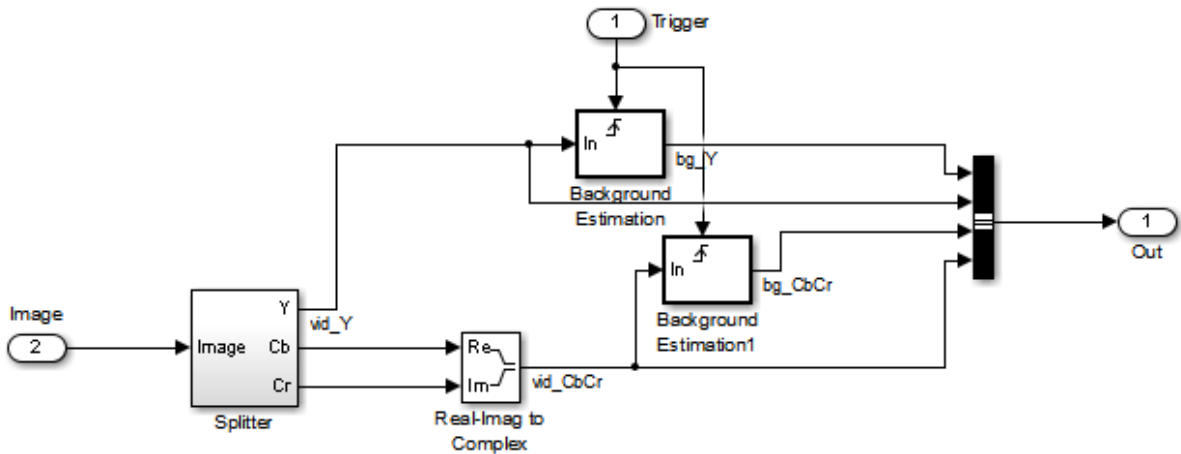 1
Trigger
In
bg_Y
Background
Estimation
In
bg_CbCr
Background
Estimation1
1
Out
Image
2
Image
Y
Cb
Cr
vid_Y
Splitter
Re
Im
vid_CbCr
Real-Imag to
Complex